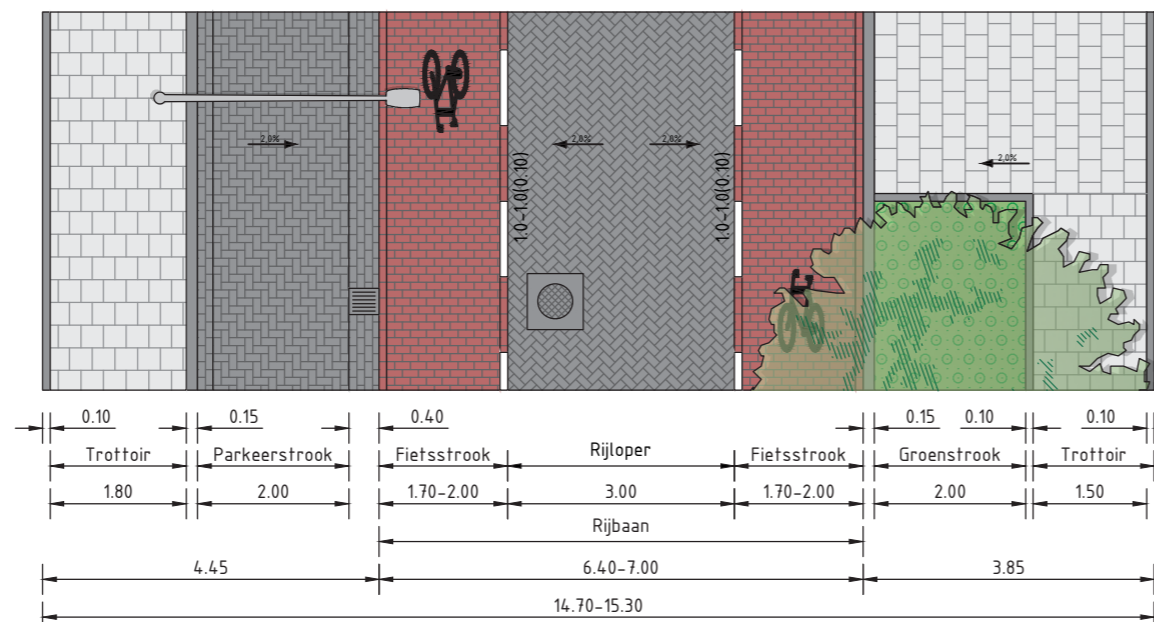 2,0%
2,0%
2,0%
2,0%
1.0-1.0(0.10)
1.0-1.0(0.10)
0.10 0.15 0.40 0.15 0.10 0.10
Trottoir Parkeerstrook Fietsstrook Rijloper Fietsstrook Groenstrook Trottoir
1.80 2.00 1.70-2.00 3.00 1.70-2.00 2.00 1.50
Rijbaan
4.45 6.40-7.00 3.85
14.70-15.30